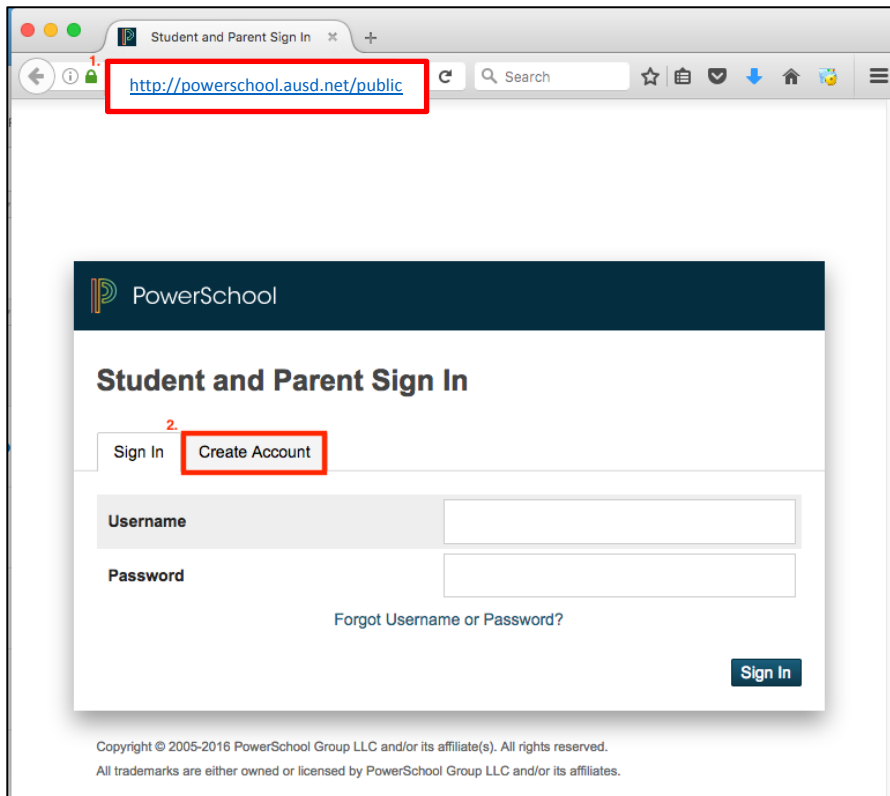 Student and Parent Sign In
1.
http://powerschool.ausd.net/public
Search
PowerSchool
Student and Parent Sign In
2.
Sign In
Create Account
Username
Password
Forgot Username or Password?
Sign In
Copyright © 2005-2016 PowerSchool Group LLC and/or its affiliate(s). All rights reserved.
All trademarks are either owned or licensed by PowerSchool Group LLC and/or its affiliates.